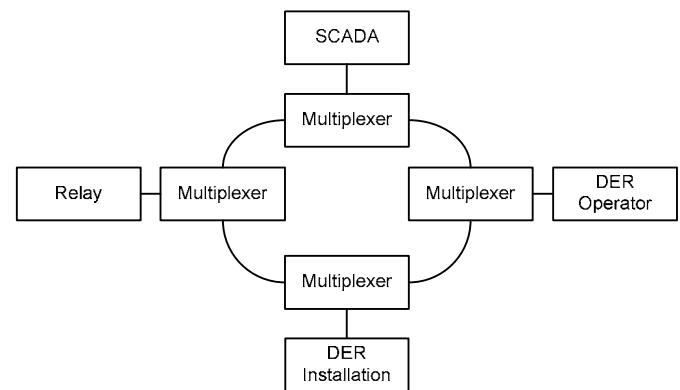 SCADA
Multiplexer
Relay
Multiplexer
Multiplexer
DER
Operator
Multiplexer
DER
Installation